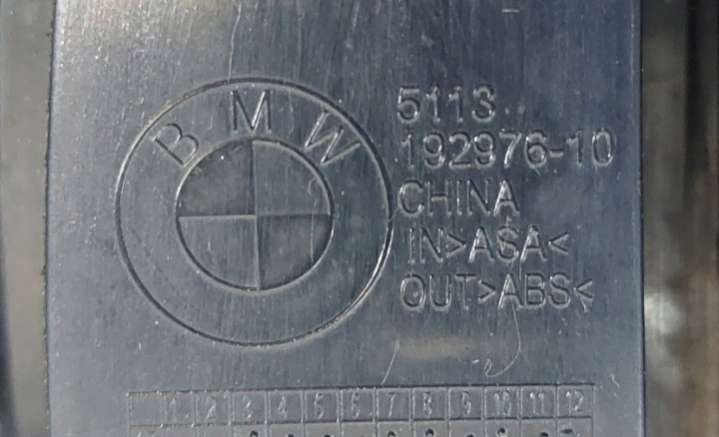 BMW
5113
192976-10
CHINA
IN>ASA<
OUT>ABS<
1 2 3 4 5 6 7 8 9 10 11 12